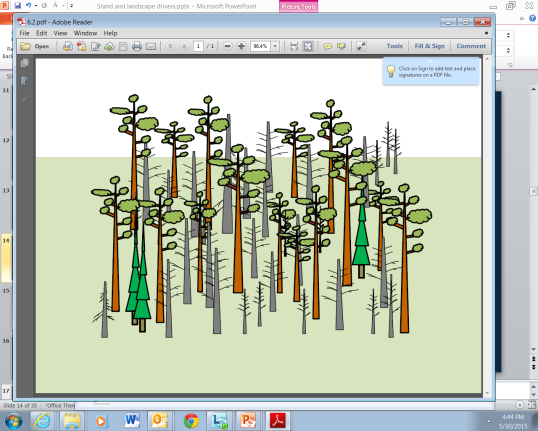 Stand and landscape drivers.pptx - Microsoft PowerPoint
Picture Tools
6.2.pdf - Adobe Reader
File Edit View Window Help
Open
1 / 1
96.4%
Tools
Fill & Sign
Comment
Click on Sign to add text and place
signatures on a PDF file.
11
12
13
14
15
16
17
Slide 14 of 35
"Office Ther
4:44 PM
5/30/2015